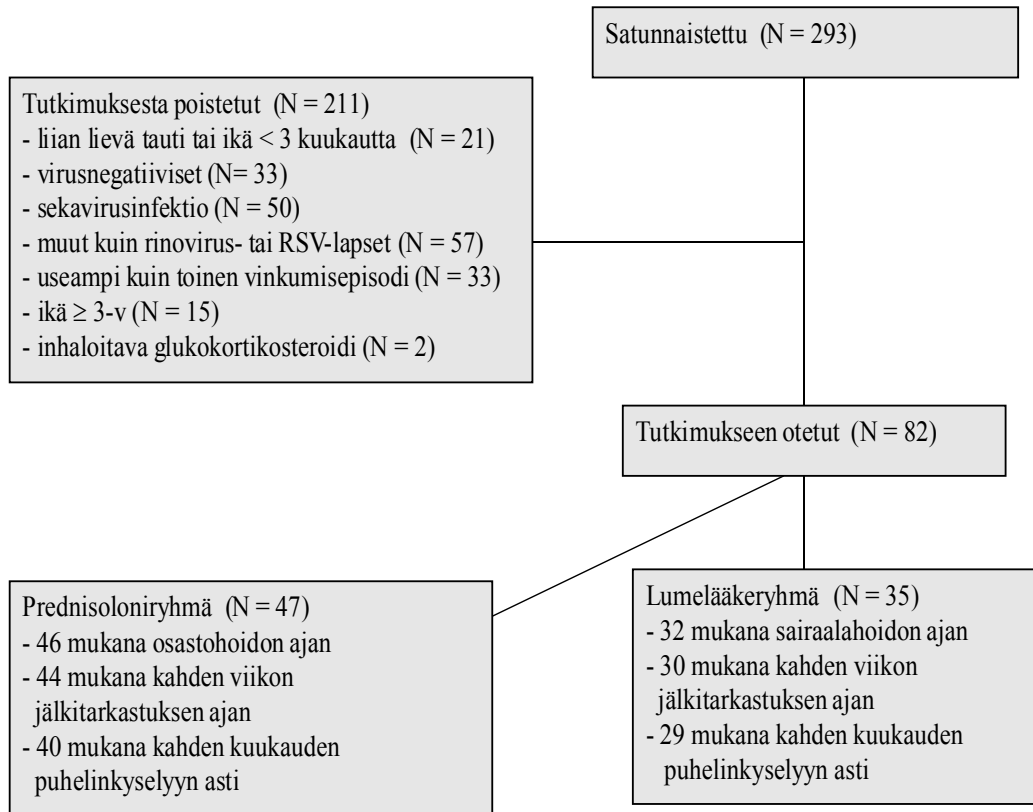 Satunnaistettu (N = 293)
Tutkimuksesta poistetut (N = 211)
- liian lievä tauti tai ikä < 3 kuukautta (N = 21)
- virusnegatiiviset (N= 33)
- sekavirusinfektio (N = 50)
- muut kuin rinovirus- tai RSV-lapset (N = 57)
- useampi kuin toinen vinkumisepisodi (N = 33)
- ikä ≥ 3-v (N = 15)
- inhaloitava glukokortikosteroidi (N = 2)
Tutkimukseen otetut (N = 82)
Prednisoloniryhmä (N = 47)
- 46 mukana osastohoidon ajan
- 44 mukana kahden viikon
jälkitarkastuksen ajan
- 40 mukana kahden kuukauden
puhelinkyselyyn asti
Lumelääkeryhmä (N = 35)
- 32 mukana sairaalahoidon ajan
- 30 mukana kahden viikon
jälkitarkastuksen ajan
- 29 mukana kahden kuukauden
puhelinkyselyyn asti